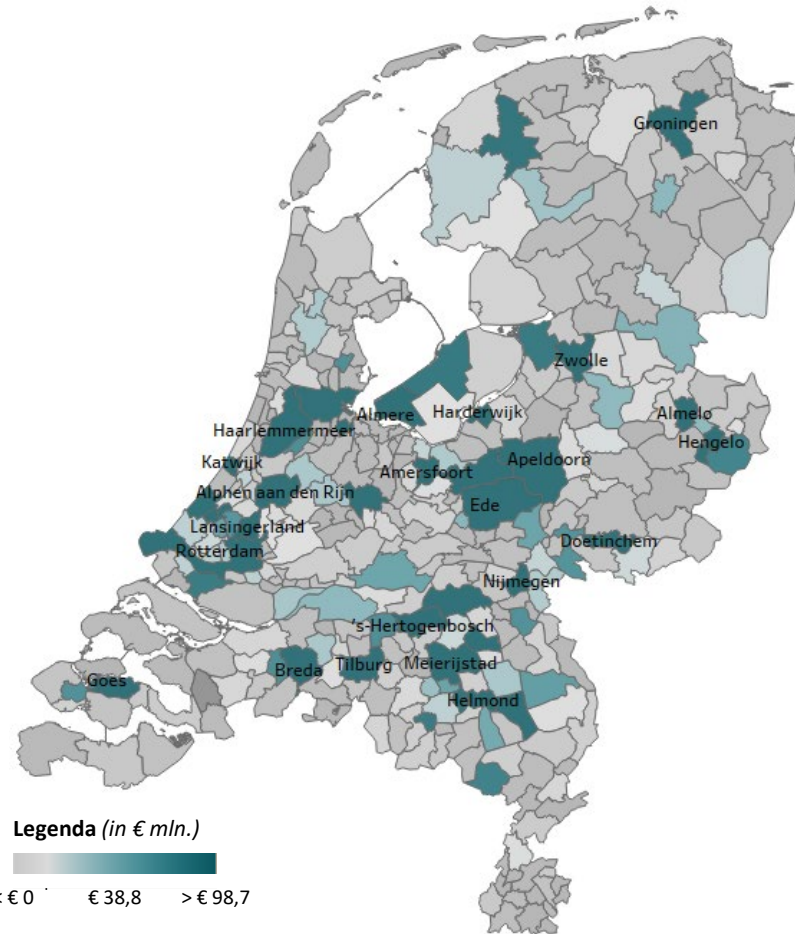 Groningen
Zwolle
Almere
Harderwijk
Almelo
Haarlemmermeer
Hengelo
Katwijk
Amersfoort
Apeldoorn
Alphen aan den Rijn
Ede
Lansingerland
Rotterdam
Doetinchem
Nijmegen
's-Hertogenbosch
Meierijstad
Tilburg
Breda
Goes
Helmond
Legenda (in € mln.)
< € 0 € 38,8 > € 98,7